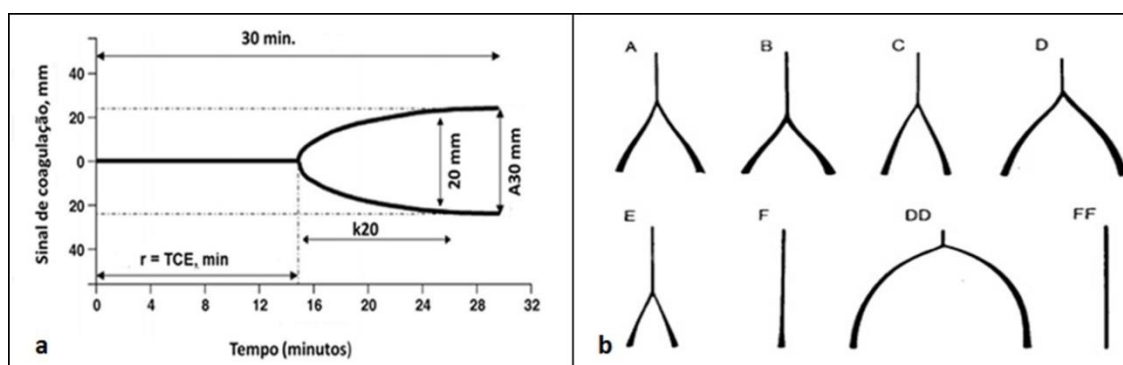 30 min.
Sinal de coagulação, mm
40
20
0
20
40
20 mm
A30 mm
k20
r = TCE, min
0 4 8 12 16 20 24 28 32
Tempo (minutos)
a
A B C D
E F DD FF
b